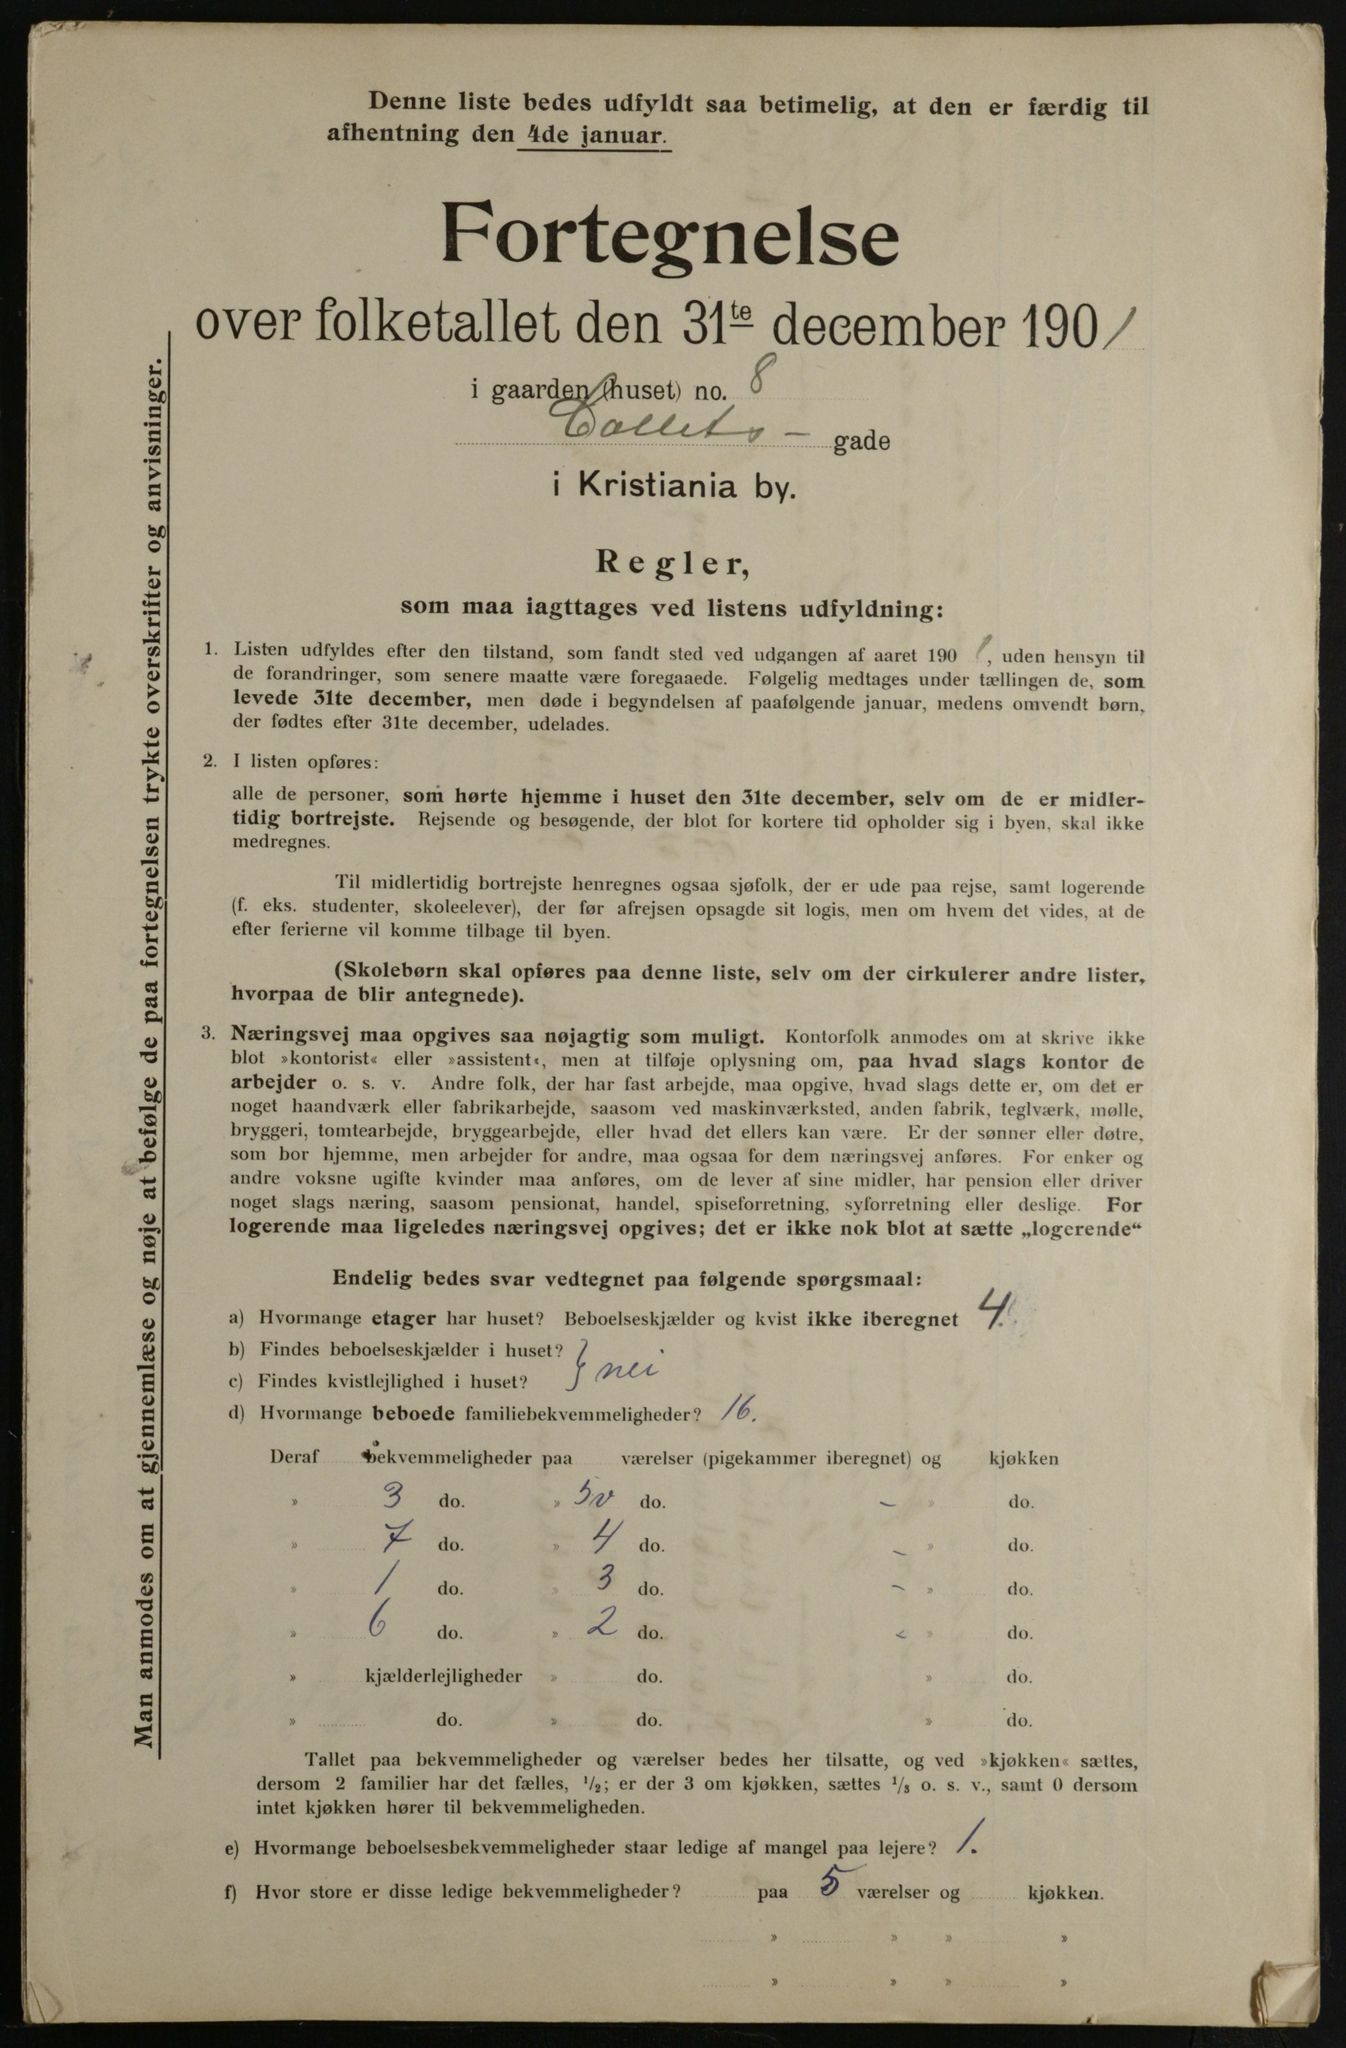 Denne liste bedes udfyldt saa betimelig, at den er færdig til
afhentning den 4de januar.
Fortegnelse
over folketallet den 31te december 1901
i gaarden (huset) no. 8
Collets - gade
i Kristiania by.
Regler,
som maa iagttages ved listens udfyldning:
1. Listen udfyldes efter den tilstand, som fandt sted ved udgangen af aaret 190 1, uden hensyn til
de forandringer, som senere maatte være foregaaede. Følgelig medtages under tællingen de, som
levede 31te december, men døde i begyndelsen af paafølgende januar, medens omvendt børn,
der fødtes efter 31te december, udelades.
2. I listen opføres:
alle de personer, som hørte hjemme i huset den 31te december, selv om de er midler-
tidig bortrejste. Rejsende og besøgende, der blot for kortere tid opholder sig i byen, skal ikke
medregnes.
Til midlertidig bortrejste henregnes ogsaa sjøfolk, der er ude paa rejse, samt logerende
(f. eks. studenter, skoleelever), der før afrejsen opsagde sit logis, men om hvem det vides, at de
efter ferierne vil komme tilbage til byen.
(Skolebørn skal opføres paa denne liste, selv om der cirkulerer andre lister,
hvorpaa de blir antegnede).
3. Næringsvej maa opgives saa nøjagtig som muligt. Kontorfolk anmodes om at skrive ikke
blot »kontorist« eller »assistent«, men at tilføje oplysning om, paa hvad slags kontor de
arbejder o. s. v. Andre folk, der har fast arbejde, maa opgive, hvad slags dette er, om det er
noget haandværk eller fabrikarbejde, saasom ved maskinværksted, anden fabrik, teglværk, mølle,
bryggeri, tomtearbejde, bryggearbejde, eller hvad det ellers kan være. Er der sønner eller døtre,
som bor hjemme, men arbejder for andre, maa ogsaa for dem næringsvej anføres. For enker og
andre voksne ugifte kvinder maa anføres, om de lever af sine midler, har pension eller driver
noget slags næring, saasom pensionat, handel, spiseforretning, syforretning eller deslige. For
logerende maa ligeledes næringsvej opgives; det er ikke nok blot at sætte „logerende“
Endelig bedes svar vedtegnet paa følgende spørgsmaal:
a) Hvormange etager har huset? Beboelseskjælder og kvist ikke iberegnet 4.
b) Findes beboelseskjælder i huset?
c) Findes kvistlejlighed i huset? } nei
d) Hvormange beboede familiebekvemmeligheder? 16.
Deraf bekvemmeligheder paa værelser (pigekammer iberegnet) og kjøkken
» 3 do. » 5v do. - » do.
» 7 do. » 4 do. - » do.
» 1 do. » 3 do. - » do.
» 6 do. » 2 do. - » do.
» kjælderlejligheder » do. » do.
» do. » do. » do.
Tallet paa bekvemmeligheder og værelser bedes her tilsatte, og ved »kjøkken« sættes,
dersom 2 familier har det fælles, 1/2; er der 3 om kjøkken, sættes 1/3 o. s. v., samt 0 dersom
intet kjøkken hører til bekvemmeligheden.
e) Hvormange beboelsesbekvemmeligheder staar ledige af mangel paa lejere? 1.
f) Hvor store er disse ledige bekvemmeligheder? paa 5 værelser og kjøkken.
» » » »
» » » »
Man anmodes om at gjennemlæse og nøje at befølge de paa fortegnelsen trykte overskrifter og anvisninger.